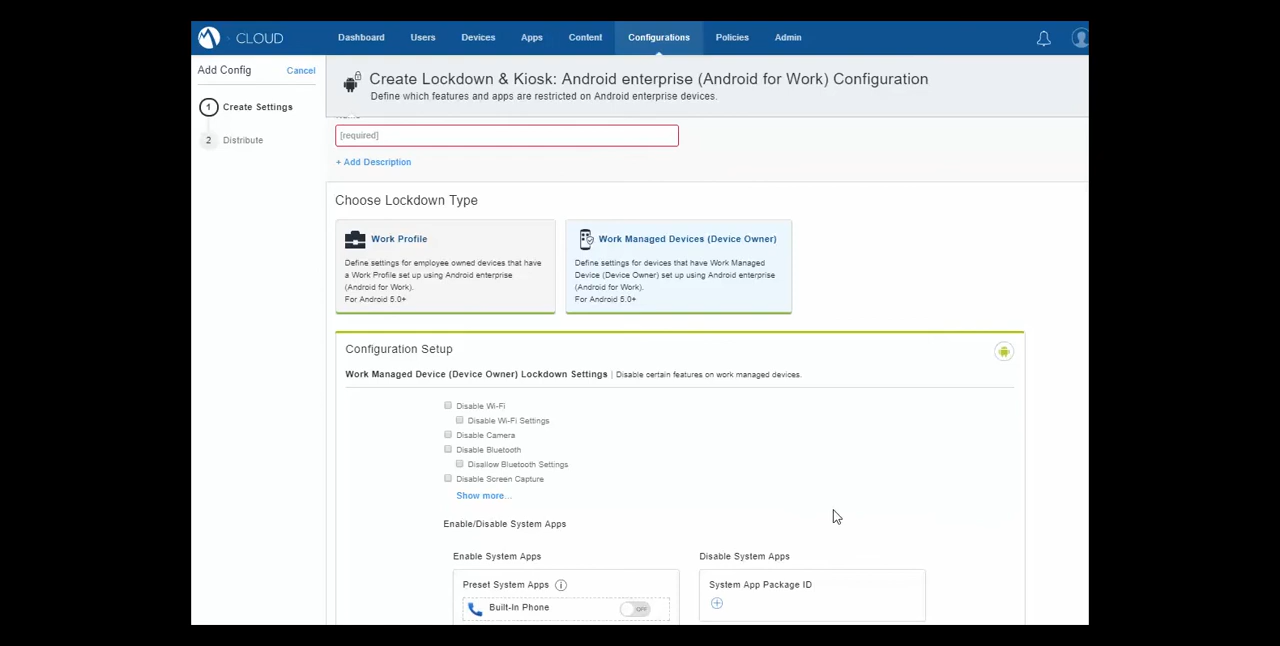 CLOUD
Dashboard Users Devices Apps Content Configurations Policies Admin
Add Config Cancel
1 Create Settings
2 Distribute
Create Lockdown & Kiosk: Android enterprise (Android for Work) Configuration
Define which features and apps are restricted on Android enterprise devices.
[required]
+ Add Description
Choose Lockdown Type
Work Profile
Define settings for employee owned devices that have
a Work Profile set up using Android enterprise
(Android for Work).
For Android 5.0+
Work Managed Devices (Device Owner)
Define settings for devices that have Work Managed
Device (Device Owner) set up using Android enterprise
(Android for Work).
For Android 5.0+
Configuration Setup
Work Managed Device (Device Owner) Lockdown Settings | Disable certain features on work managed devices.
Disable Wi-Fi
Disable Wi-Fi Settings
Disable Camera
Disable Bluetooth
Disallow Bluetooth Settings
Disable Screen Capture
Show more...
Enable/Disable System Apps
Enable System Apps
Preset System Apps
Built-In Phone OFF
Disable System Apps
System App Package ID